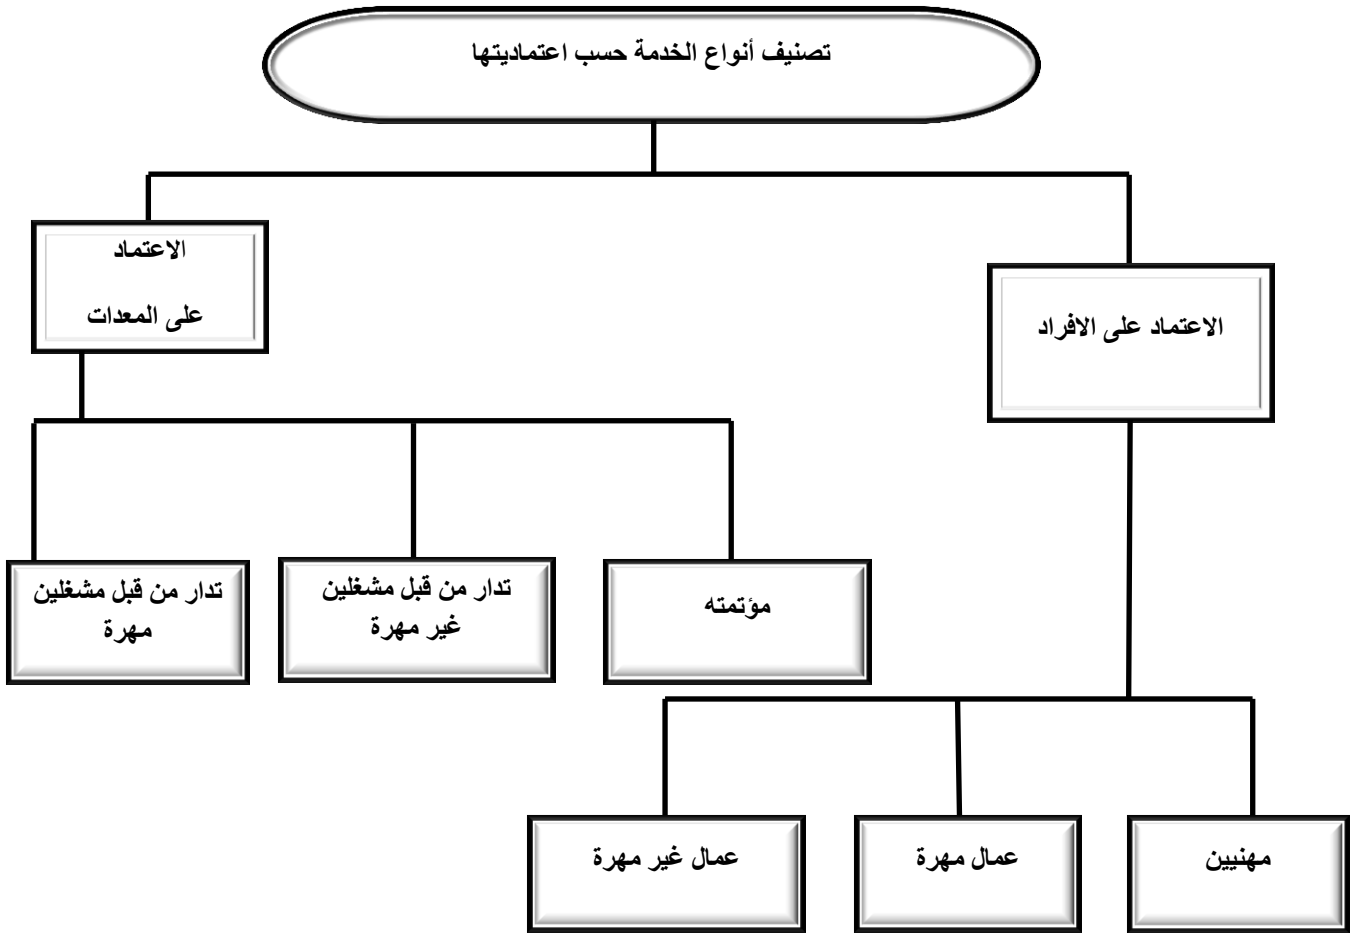 تصنيف أنواع الخدمة حسب اعتماديتها
الاعتماد
على المعدات
الاعتماد على الافراد
مؤتمته
تدار من قبل مشغلين
غير مهرة
تدار من قبل مشغلين
مهرة
مهنيين
عمال مهرة
عمال غير مهرة